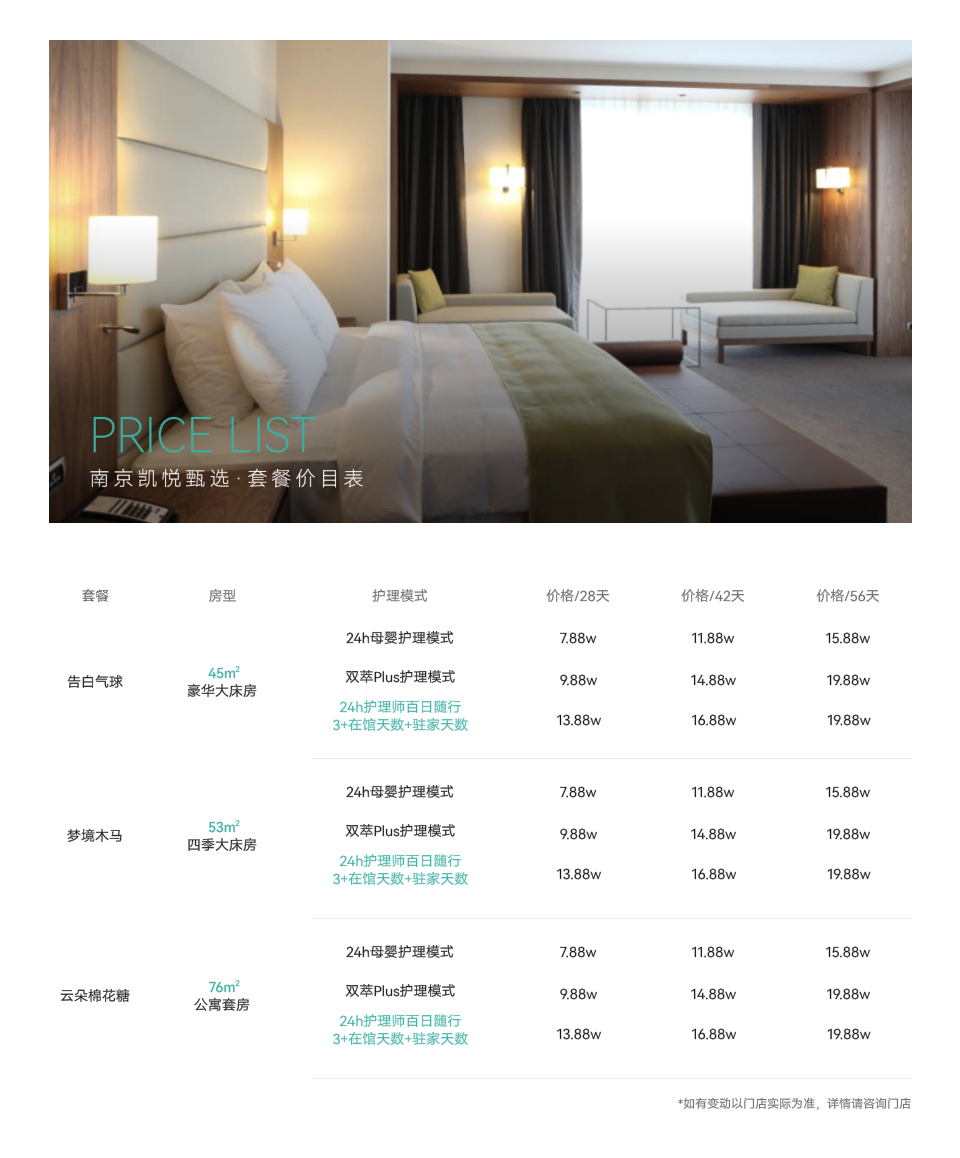 PRICE LIST
南京凯悦甄选·套餐价目表
套餐 房型 护理模式 价格/28天 价格/42天 价格/56天
24h母婴护理模式 7.88w 11.88w 15.88w
告白气球 45m² 豪华大床房 双萃Plus护理模式 9.88w 14.88w 19.88w
24h护理师百日随行
3+在馆天数+驻家天数 13.88w 16.88w 19.88w
24h母婴护理模式 7.88w 11.88w 15.88w
梦境木马 53m² 四季大床房 双萃Plus护理模式 9.88w 14.88w 19.88w
24h护理师百日随行
3+在馆天数+驻家天数 13.88w 16.88w 19.88w
24h母婴护理模式 7.88w 11.88w 15.88w
云朵棉花糖 76m² 公寓套房 双萃Plus护理模式 9.88w 14.88w 19.88w
24h护理师百日随行
3+在馆天数+驻家天数 13.88w 16.88w 19.88w
*如有变动以门店实际为准，详情请咨询门店